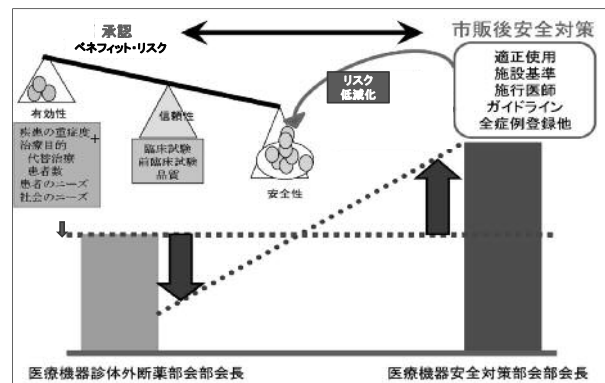 承認
ベネフィット・リスク
市販後安全対策
適正使用
施設基準
施行医師
ガイドライン
全症例登録他
リスク
低減化
有効性
疾患の重症度
治療目的
代替治療
患者数
患者のニーズ
社会のニーズ
+
信頼性
臨床試験
前臨床試験
品質
安全性
医療機器診体外断薬部会部会長
医療機器安全対策部会部会長